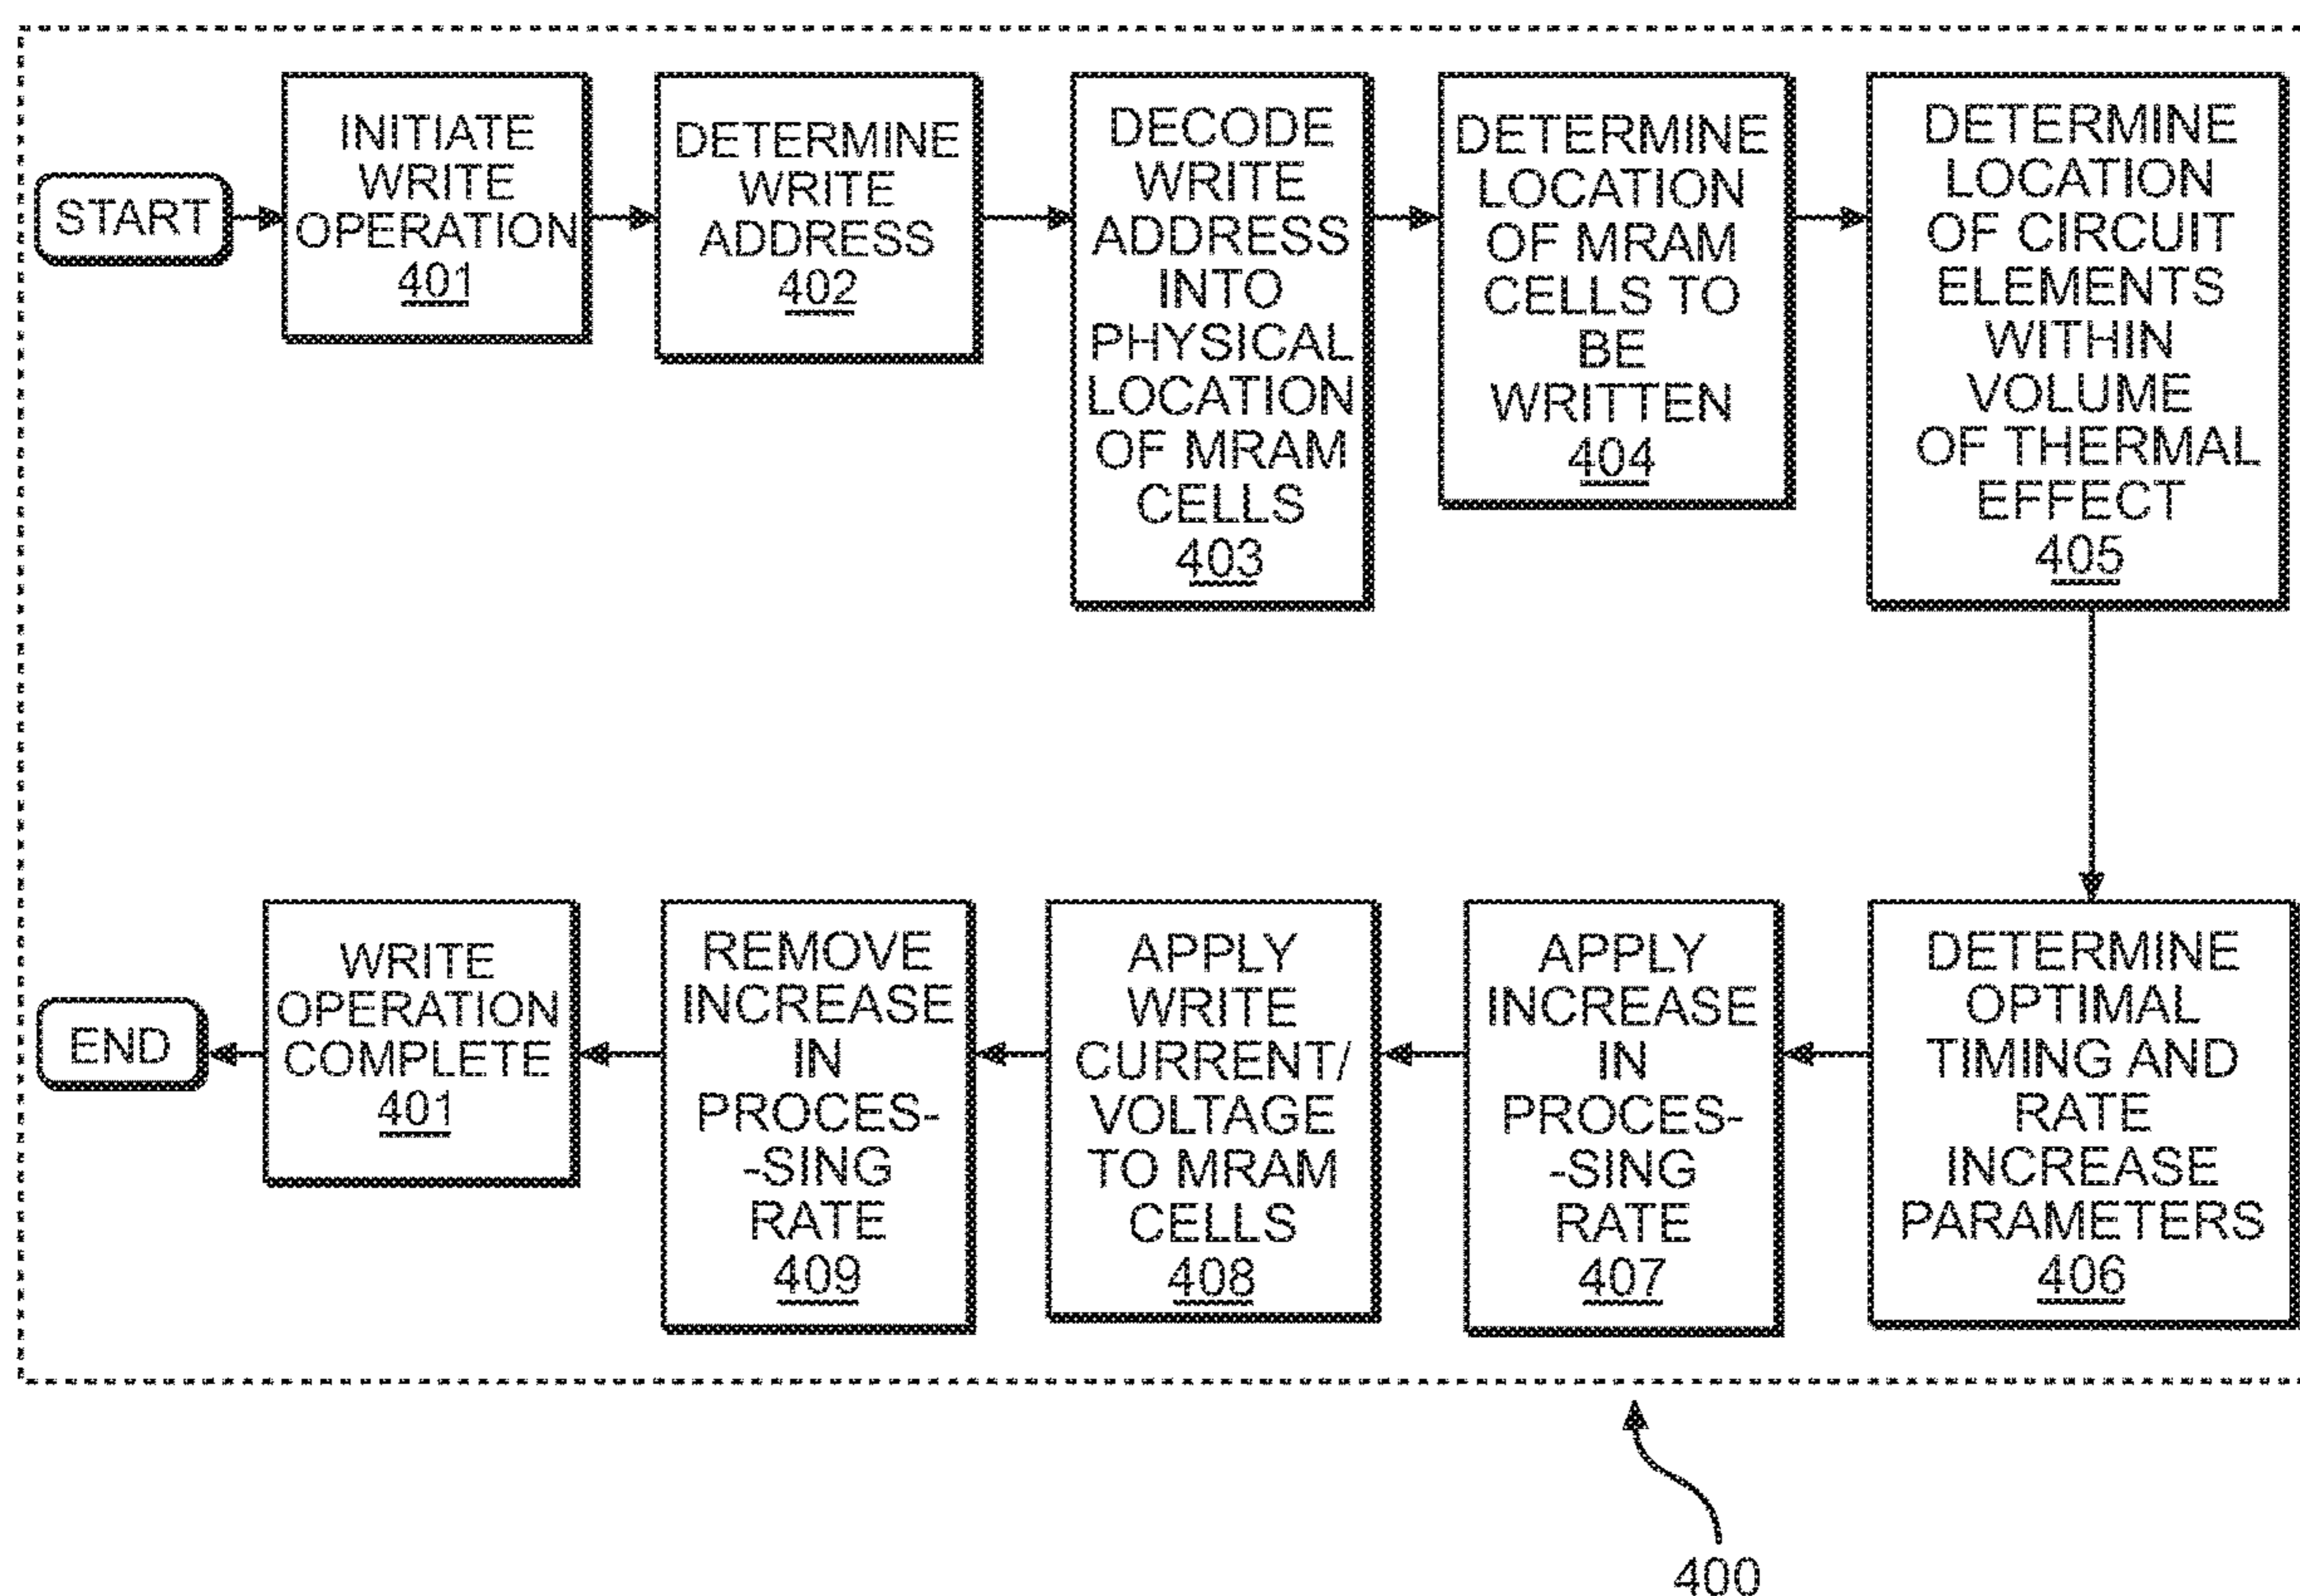 START
INITIATE
WRITE
OPERATION
401
DETERMINE
WRITE
ADDRESS
402
DECODE
WRITE
ADDRESS
INTO
PHYSICAL
LOCATION
OF MRAM
CELLS
403
DETERMINE
LOCATION
OF MRAM
CELLS TO
BE
WRITTEN
404
DETERMINE
LOCATION
OF CIRCUIT
ELEMENTS
WITHIN
VOLUME
OF THERMAL
EFFECT
405
DETERMINE
OPTIMAL
TIMING AND
RATE
INCREASE
PARAMETERS
406
APPLY
INCREASE
IN
PROCES-
-SING
RATE
407
APPLY
WRITE
CURRENT/
VOLTAGE
TO MRAM
CELLS
408
REMOVE
INCREASE
IN
PROCES-
-SING
RATE
409
WRITE
OPERATION
COMPLETE
401
END
400